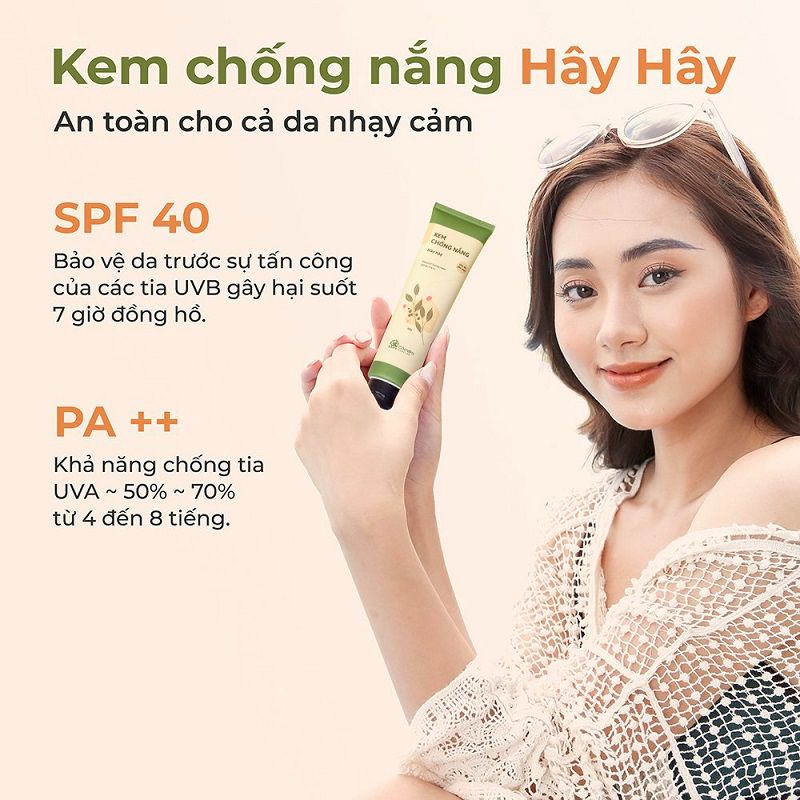 Kem chống nắng Hây Hây
An toàn cho cả da nhạy cảm
SPF 40
Bảo vệ da trước sự tấn công
của các tia UVB gây hại suốt
7 giờ đồng hồ.
KEM
CHỐNG NẮNG
HÂY HÂY
PA ++
Khả năng chống tia
UVA ~ 50% ~ 70%
từ 4 đến 8 tiếng.